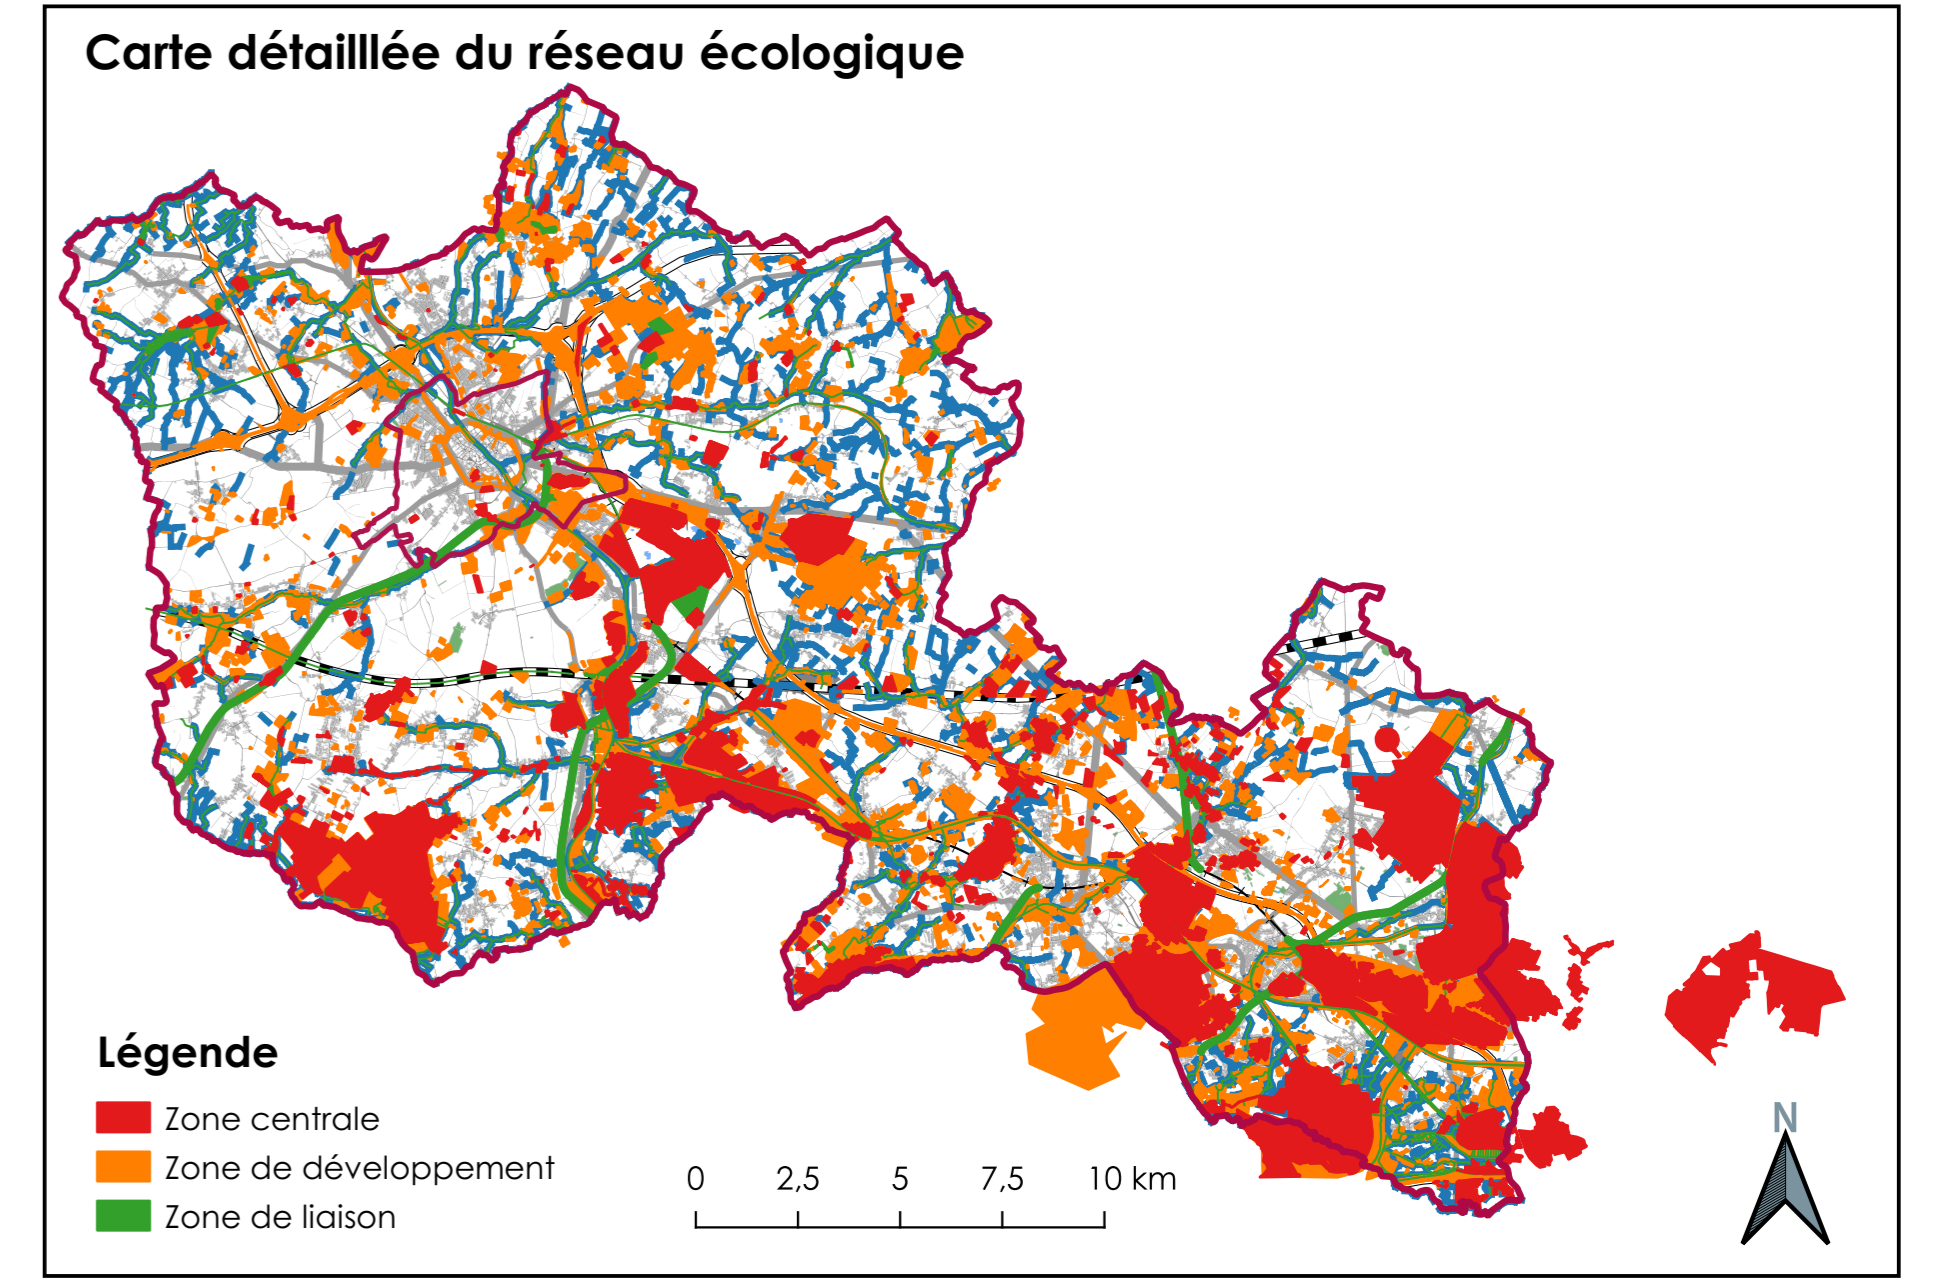 Carte détailllée du réseau écologique
Légende
Zone centrale
Zone de développement
Zone de liaison
0 2,5 5 7,5 10 km
N